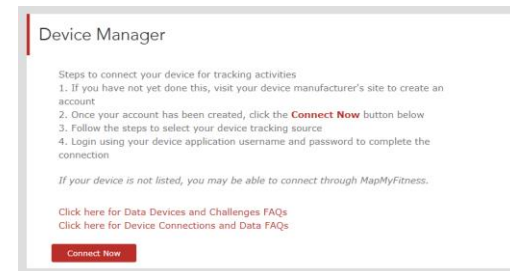 Device Manager
Steps to connect your device for tracking activities
1. If you have not yet done this, visit your device manufacturer's site to create an
account
2. Once your account has been created, click the Connect Now button below
3. Follow the steps to select your device tracking source
4. Login using your device application username and password to complete the
connection
If your device is not listed, you may be able to connect through MapMyFitness.
Click here for Data Devices and Challenges FAQs
Click here for Device Connections and Data FAQs
Connect Now